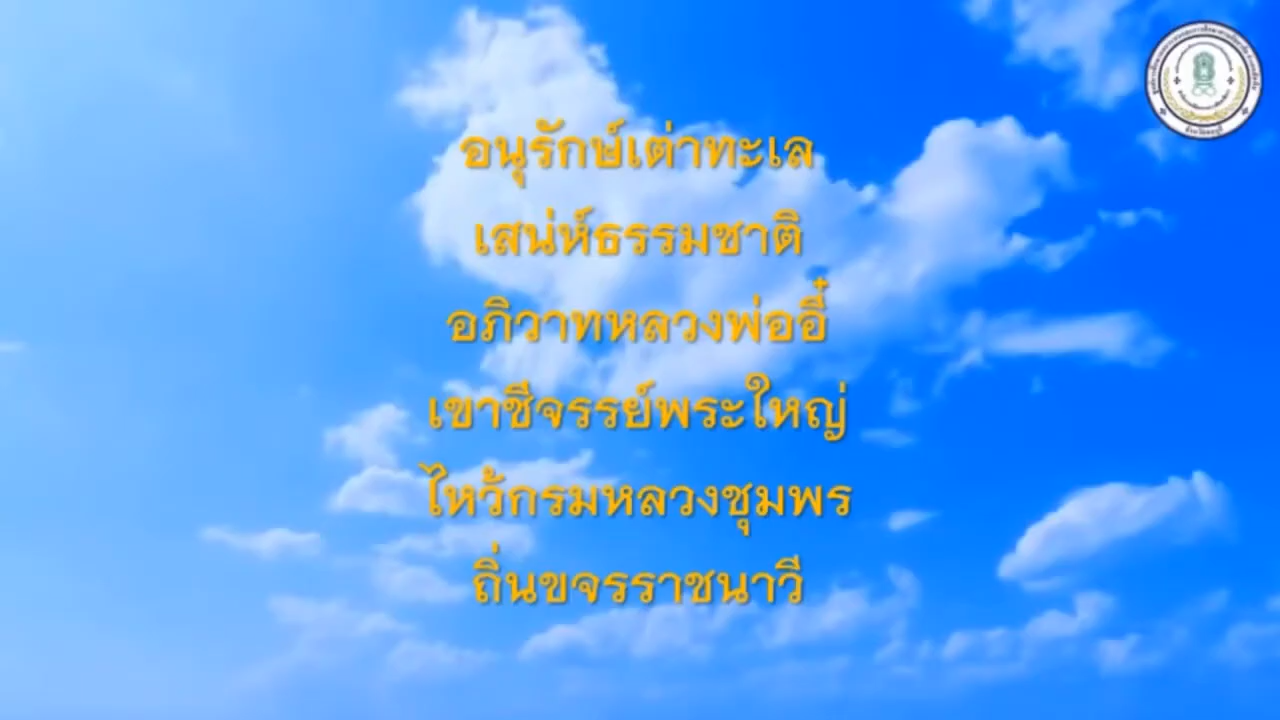 อนุรักษ์เต่าทะเล
เสน่ห์ธรรมชาติ
อภิวาทหลวงพ่ออี๋
เขาชีจรรย์พระใหญ่
ไหว้กรมหลวงชุมพร
ถิ่นขจรราชนาวี